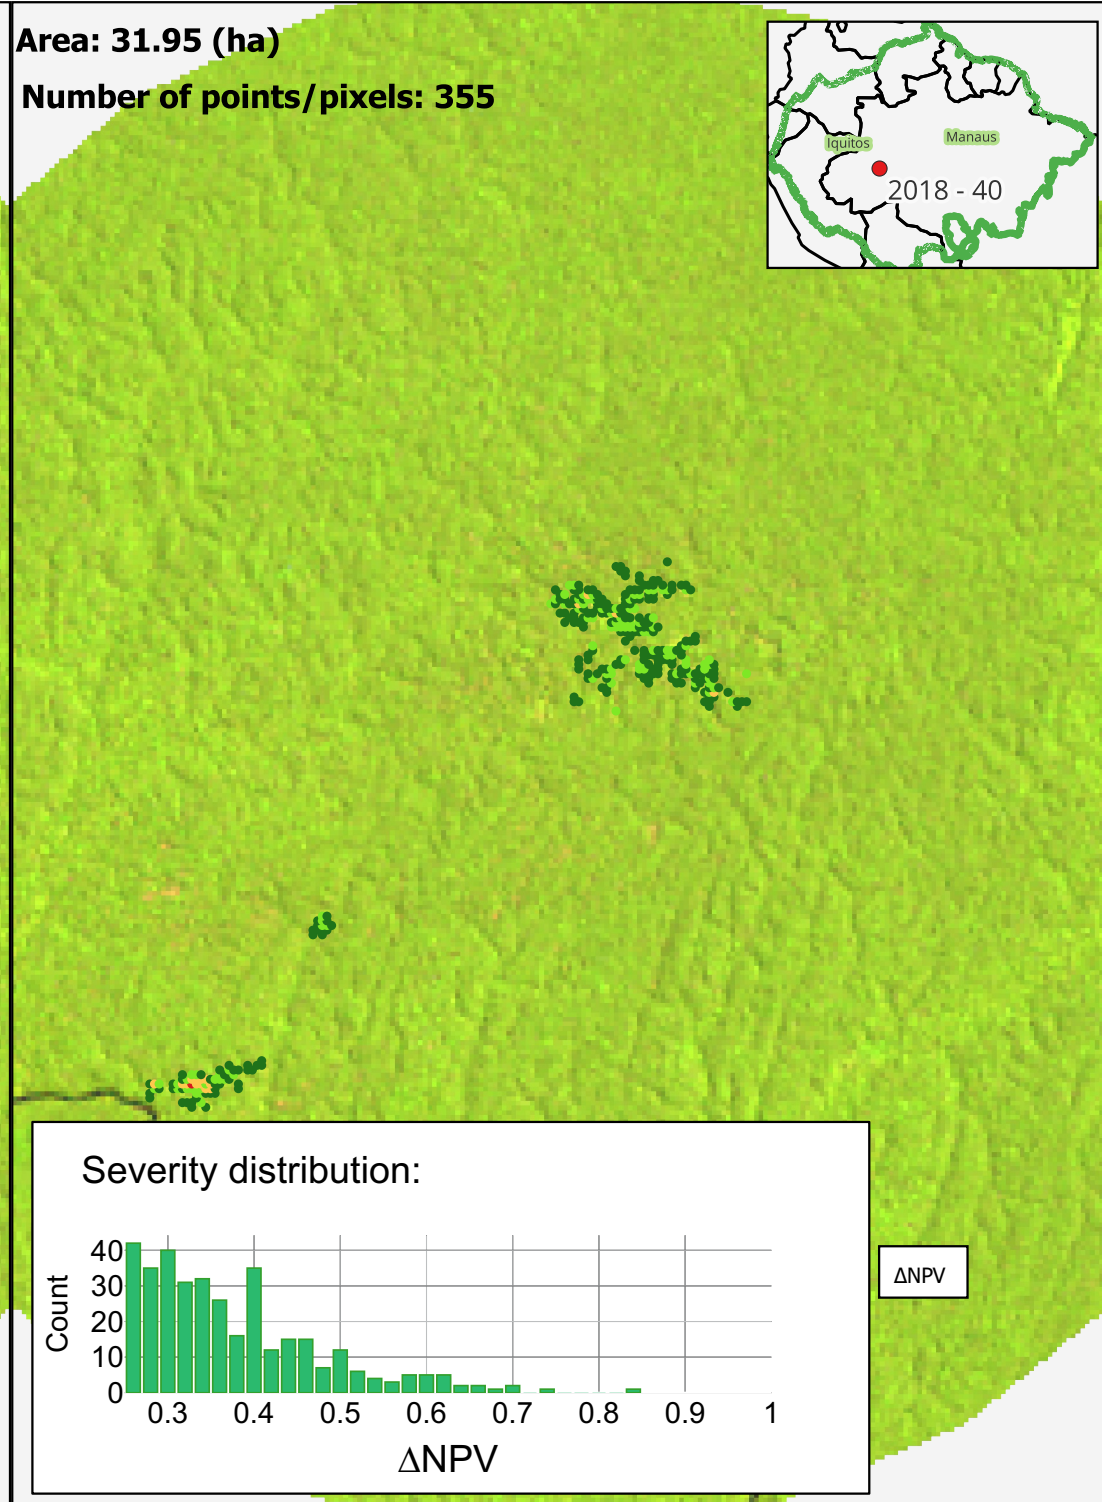 Area: 31.95 (ha)
Number of points/pixels: 355
Iquitos
Manaus
2018 - 40
Severity distribution:
Count
40
30
20
10
0
0.3 0.4 0.5 0.6 0.7 0.8 0.9 1
ΔNPV
ΔNPV